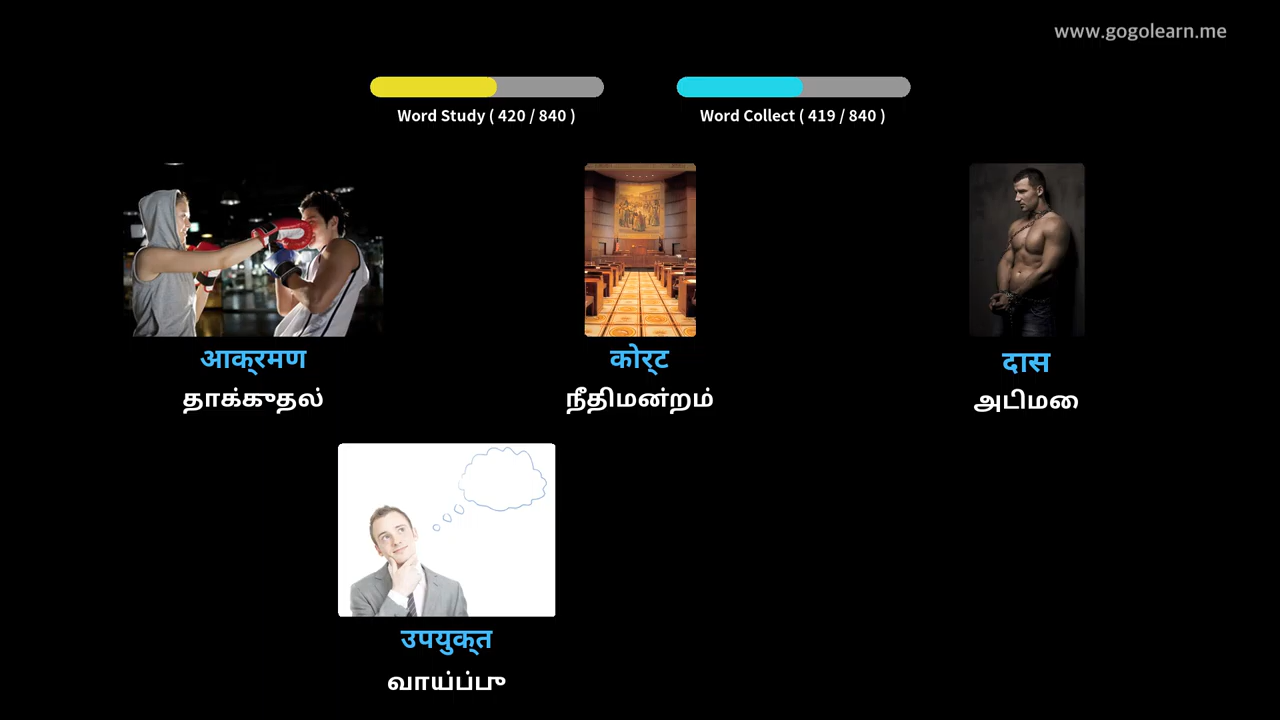 www.gogolearn.me
Word Study ( 420 / 840 )
Word Collect ( 419 / 840 )
आक्रमण
कोर्ट
दास
தாக்குதல்
நீதிமன்றம்
அடிமை
उपयुक्त
வாய்ப்பு